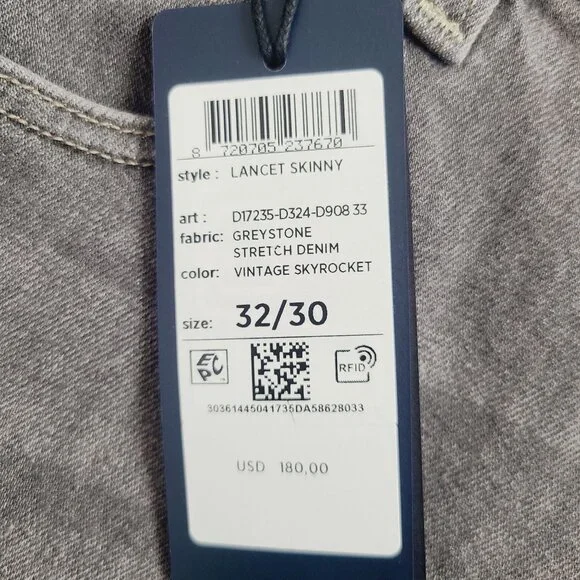 8 720705 237670
style : LANCET SKINNY
art : D17235-D324-D908 33
fabric: GREYSTONE
STRETCH DENIM
color: VINTAGE SKYROCKET
size: 32/30
EPC RFID
30361445041735DA58628033
USD 180,00